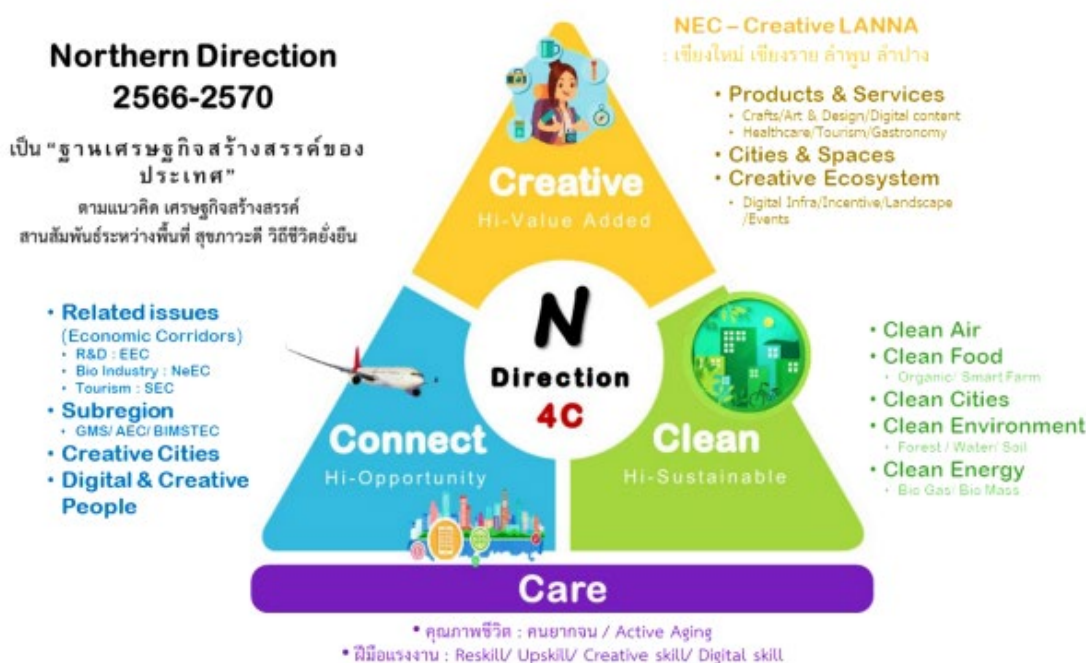 Northern Direction
2566-2570
เป็น "ฐานเศรษฐกิจสร้างสรรค์ของ
ประเทศ"
ตามแนวคิด เศรษฐกิจสร้างสรรค์
สานสัมพันธ์ระหว่างพื้นที่ สุขภาวะดี วิถีชีวิตยั่งยืน
NEC – Creative LANNA
: เชียงใหม่ เชียงราย ลำพูน ลำปาง
• Products & Services
• Crafts/Art & Design/Digital content
• Healthcare/Tourism/Gastronomy
• Cities & Spaces
• Creative Ecosystem
• Digital Infra/Incentive/Landscape
/Events
Creative
Hi-Value Added
N
Direction
4C
• Related issues
(Economic Corridors)
• R&D : EEC
• Bio Industry : NeEC
• Tourism : SEC
• Subregion
• GMS/ AEC/ BIMSTEC
• Creative Cities
• Digital & Creative
People
Connect
Hi-Opportunity
Clean
Hi-Sustainable
• Clean Air
• Clean Food
• Organic/ Smart Farm
• Clean Cities
• Clean Environment
• Forest / Water/ Soil
• Clean Energy
• Bio Gas/ Bio Mass
Care
• คุณภาพชีวิต : คนยากจน / Active Aging
• ฝีมือแรงงาน : Reskill/ Upskill/ Creative skill/ Digital skill